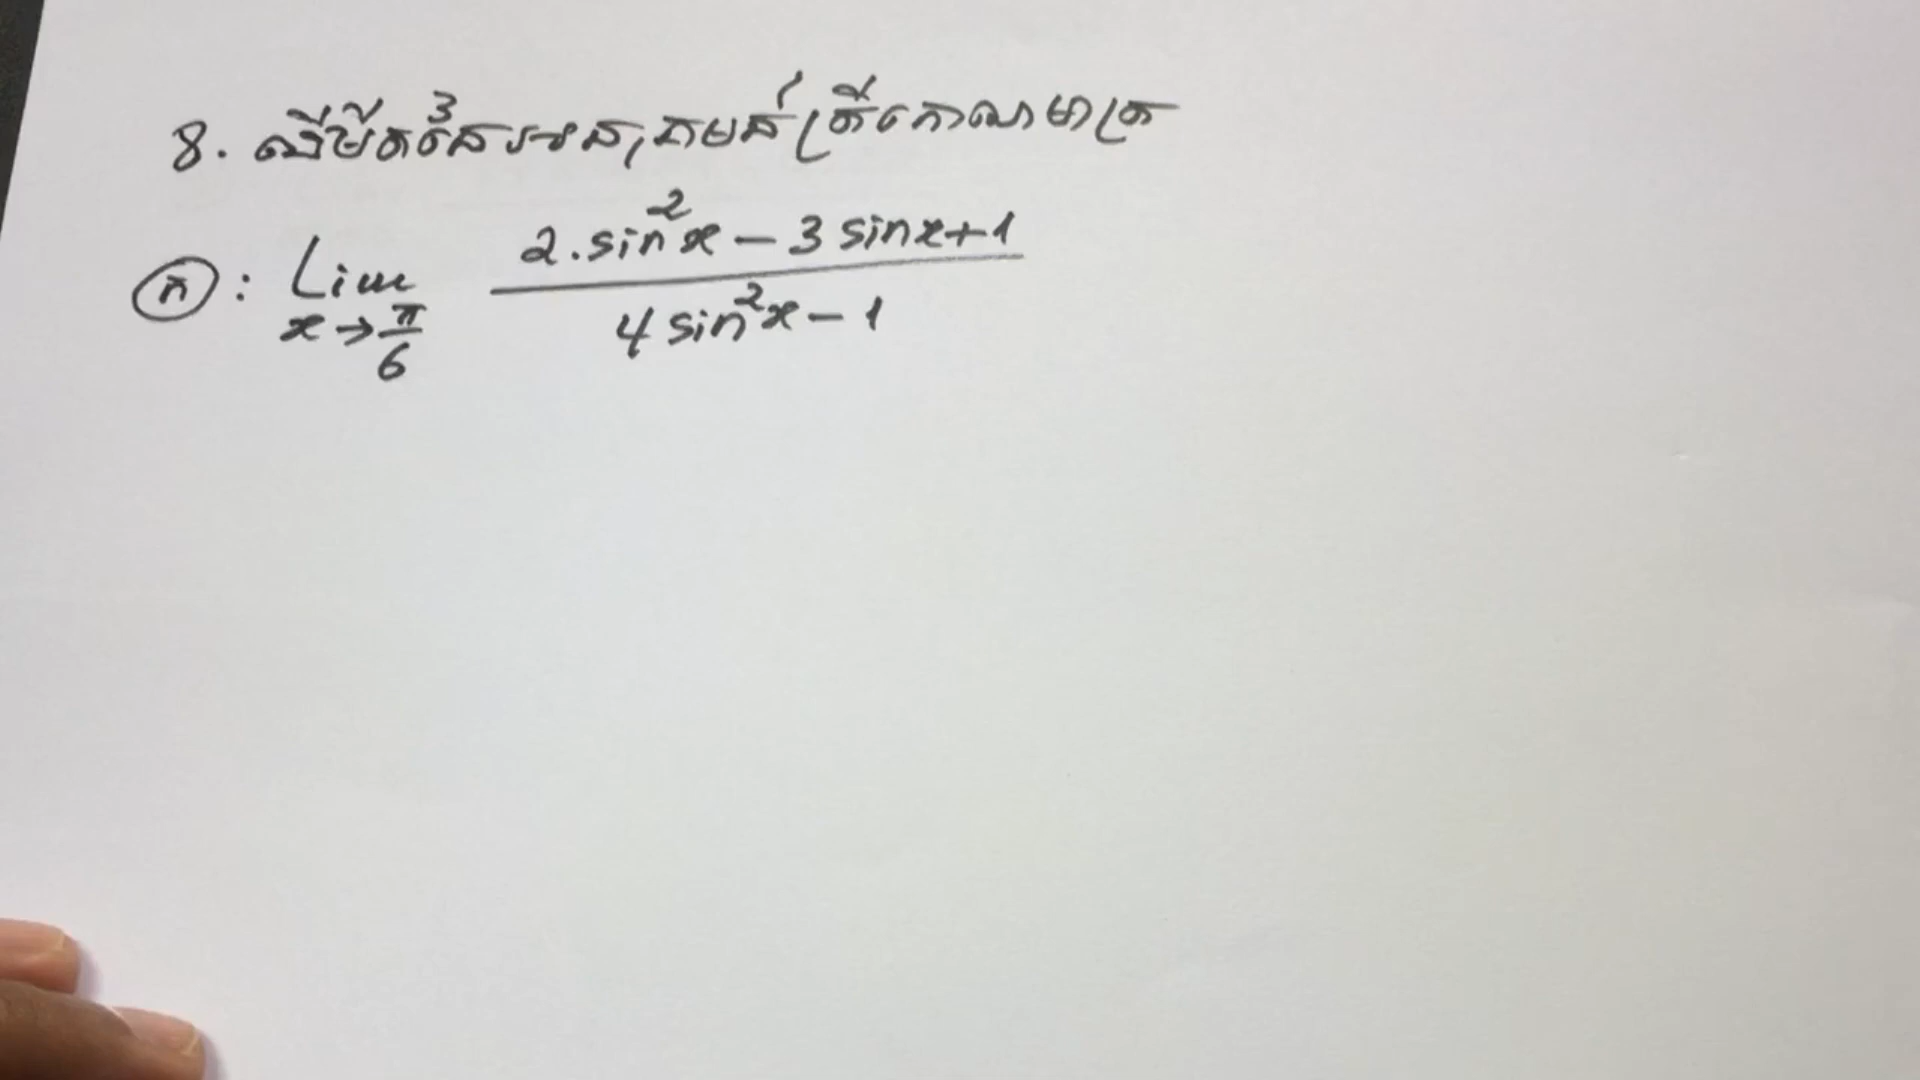 8. លីមីតនៃអនុគមន៍ត្រីកោណមាត្រ
ក : Lim x→π/6 (2.sin²x − 3 sinx+1)/(4 sin²x − 1)